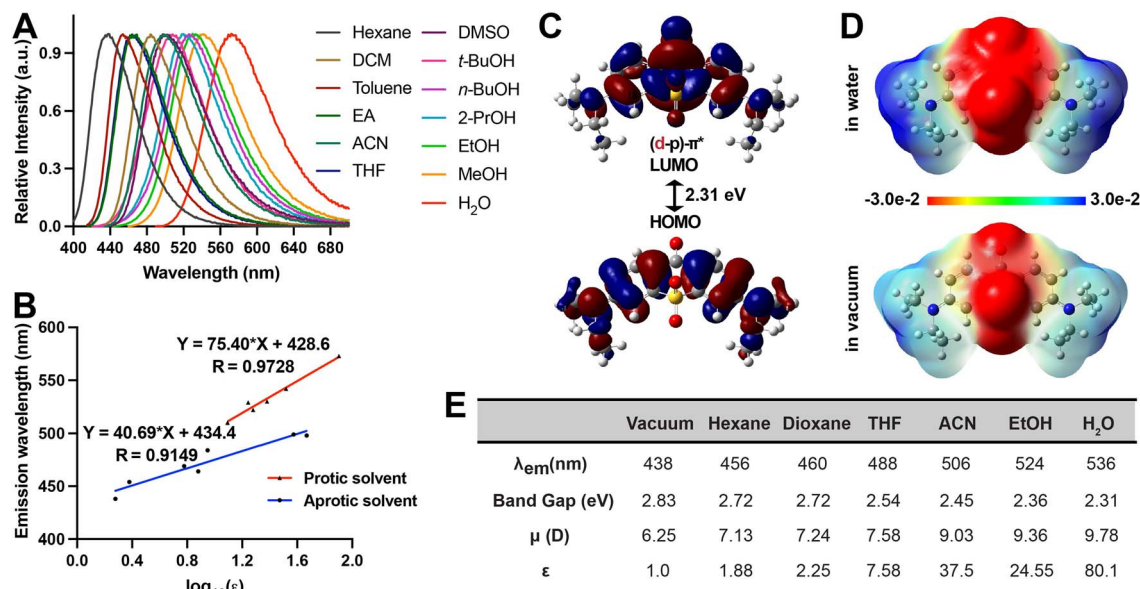 A
Relative Intensity (a.u.)
0.9
0.6
0.3
0.0
400 440 480 520 560 600 640 680
Wavelength (nm)
Hexane
DCM
Toluene
EA
ACN
THF
DMSO
t-BuOH
n-BuOH
2-PrOH
EtOH
MeOH
H₂O
B
Emission wavelength (nm)
600
550
500
450
400
Y = 75.40*X + 428.6
R = 0.9728
Y = 40.69*X + 434.4
R = 0.9149
Protic solvent
Aprotic solvent
0.0 0.4 0.8 1.2 1.6 2.0
C
(d-p)-π*
LUMO
2.31 eV
HOMO
D
in water
-3.0e-2 3.0e-2
in vacuum
E
Vacuum Hexane Dioxane THF ACN EtOH H₂O
λem(nm) 438 456 460 488 506 524 536
Band Gap (eV) 2.83 2.72 2.72 2.54 2.45 2.36 2.31
μ (D) 6.25 7.13 7.24 7.58 9.03 9.36 9.78
ε 1.0 1.88 2.25 7.58 37.5 24.55 80.1